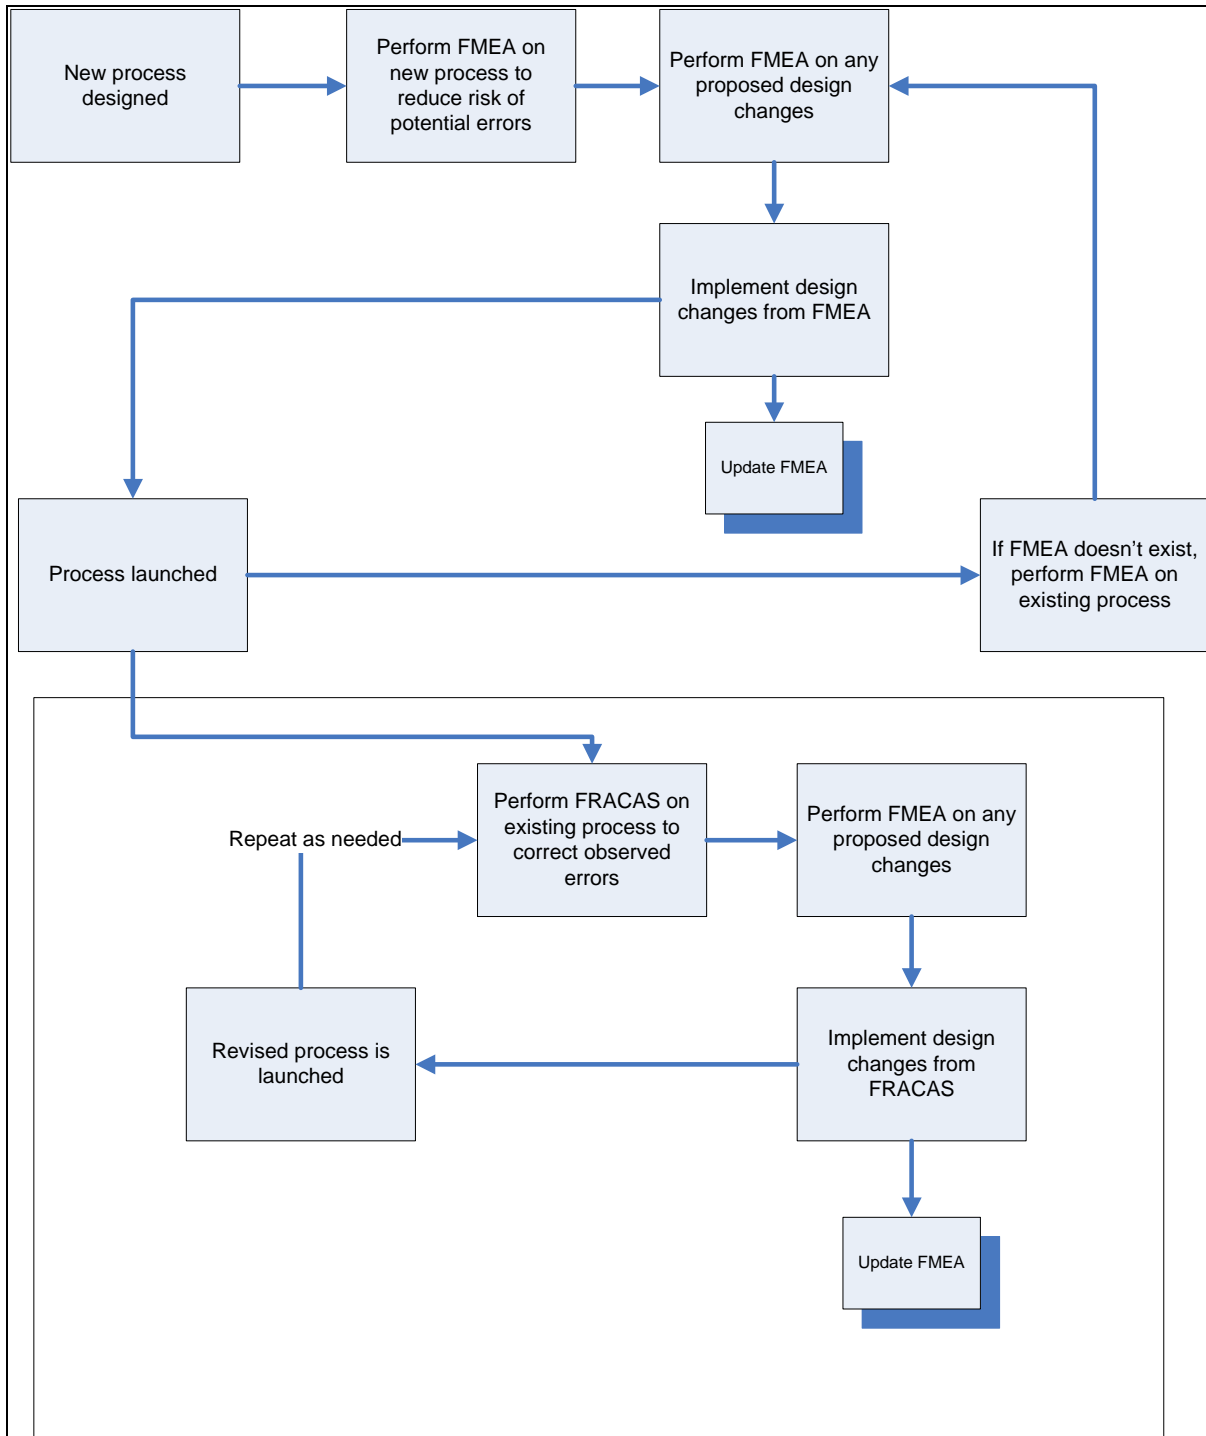 New process
designed
Perform FMEA on
new process to
reduce risk of
potential errors
Perform FMEA on any
proposed design
changes
Implement design
changes from FMEA
Update FMEA
Process launched
If FMEA doesn’t exist,
perform FMEA on
existing process
Repeat as needed
Perform FRACAS on
existing process to
correct observed
errors
Perform FMEA on any
proposed design
changes
Revised process is
launched
Implement design
changes from
FRACAS
Update FMEA